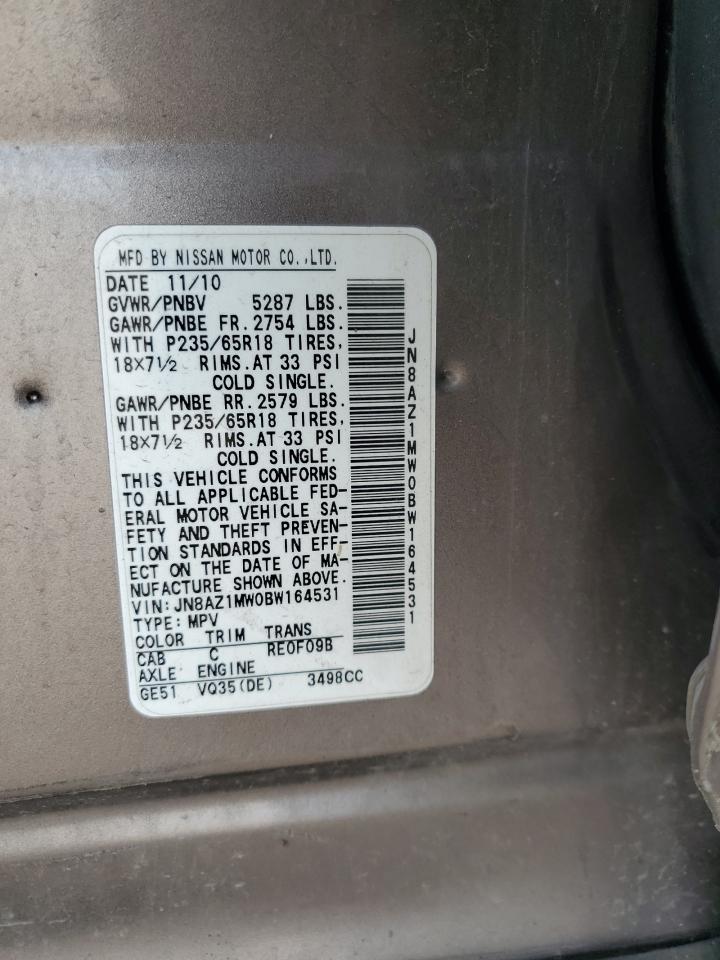 MFD BY NISSAN MOTOR CO.,LTD.
DATE 11/10
GVWR/PNBV 5287 LBS.
GAWR/PNBE FR.2754 LBS.
WITH P235/65R18 TIRES,
18X7½ RIMS.AT 33 PSI
COLD SINGLE.
GAWR/PNBE RR.2579 LBS.
WITH P235/65R18 TIRES,
18X7½ RIMS.AT 33 PSI
COLD SINGLE.
THIS VEHICLE CONFORMS
TO ALL APPLICABLE FED-
ERAL MOTOR VEHICLE SA-
FETY AND THEFT PREVEN-
TION STANDARDS IN EFF-
ECT ON THE DATE OF MA-
NUFACTURE SHOWN ABOVE.
VIN:JN8AZ1MW0BW164531
TYPE:MPV
COLOR TRIM TRANS
CAB C RE0F09B
AXLE ENGINE
GE51 VQ35(DE) 3498CC
JN8AZ1MW0BW164531